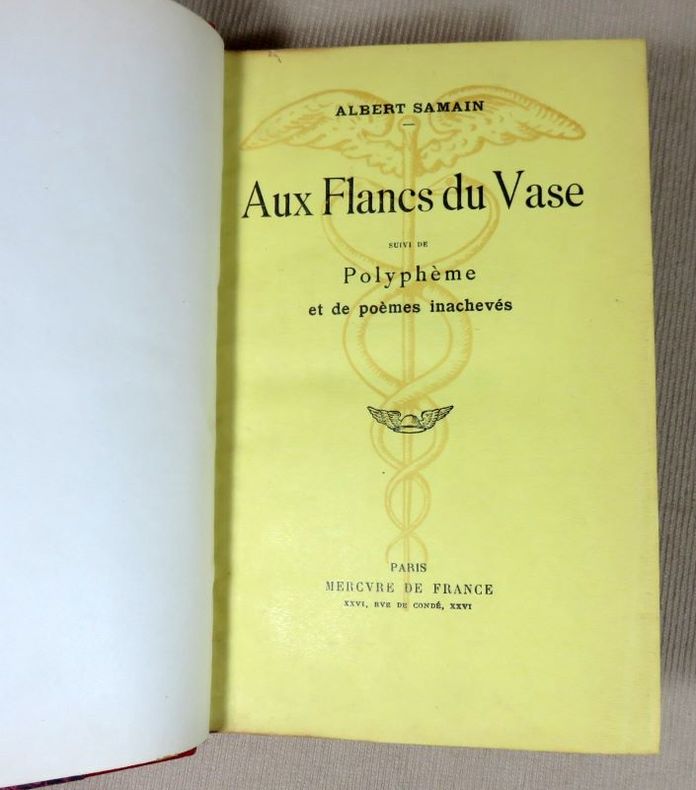 ALBERT SAMAIN
Aux Flancs du Vase
SUIVI DE
Polyphème
et de poèmes inachevés
PARIS
MERCVRE DE FRANCE
XXVI, RVE DE CONDÉ, XXVI